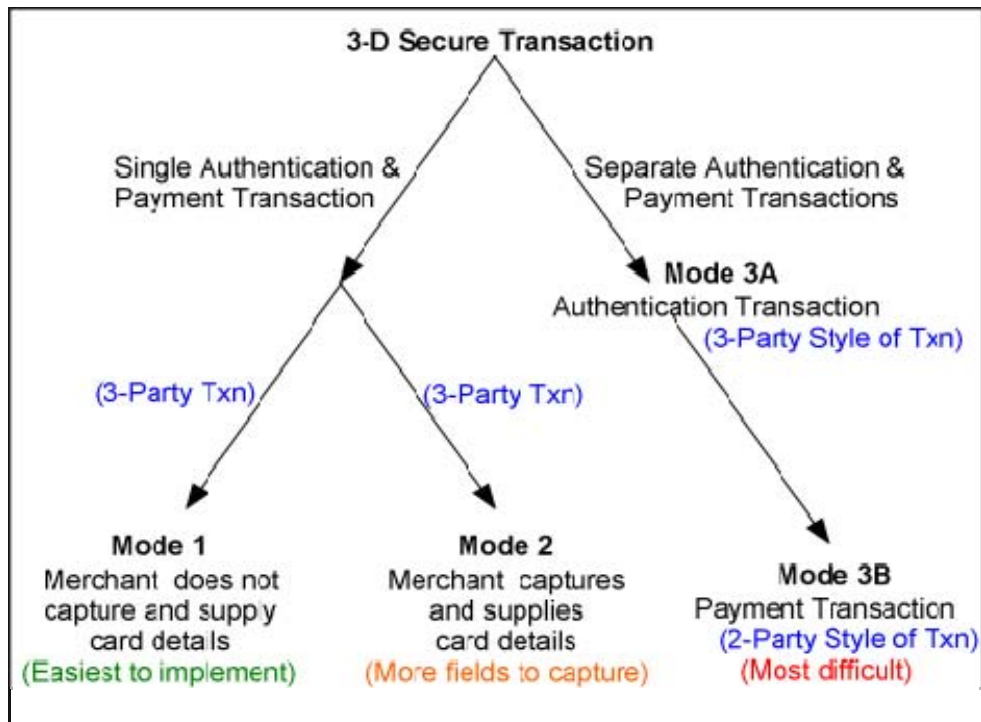 3-D Secure Transaction
Single Authentication &
Payment Transaction
Separate Authentication &
Payment Transactions
Mode 3A
Authentication Transaction
(3-Party Style of Txn)
(3-Party Txn)
(3-Party Txn)
Mode 1
Merchant does not
capture and supply
card details
(Easiest to implement)
Mode 2
Merchant captures
and supplies
card details
(More fields to capture)
Mode 3B
Payment Transaction
(2-Party Style of Txn)
(Most difficult)